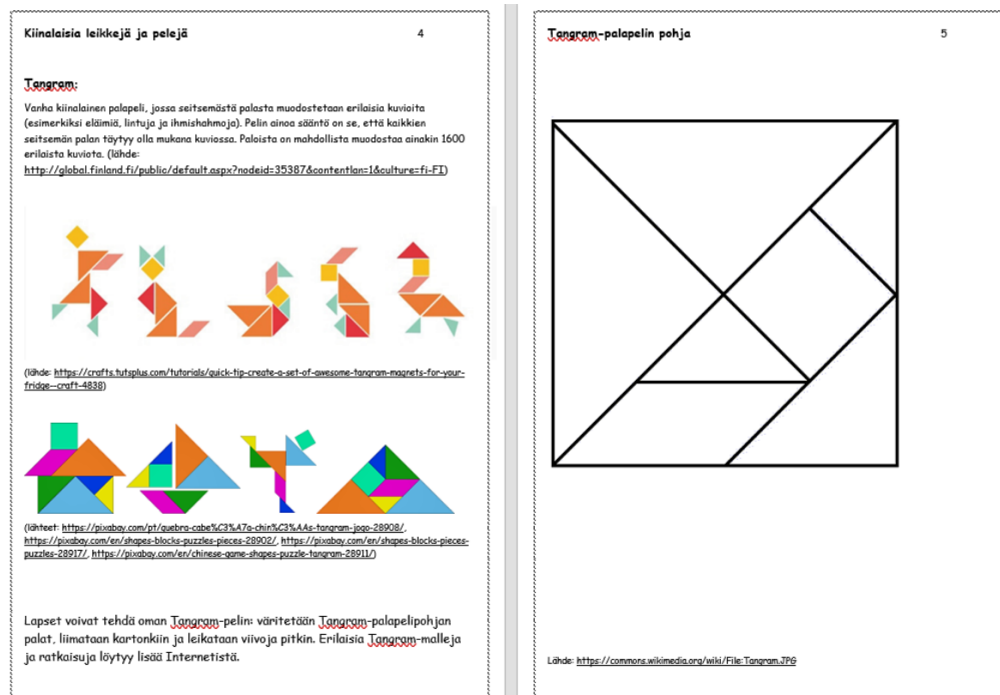 Kiinalaisia leikkejä ja pelejä 4
Tangram:
Vanha kiinalainen palapeli, jossa seitsemästä palasta muodostetaan erilaisia kuvioita
(esimerkiksi eläimiä, lintuja ja ihmishahmoja). Pelin ainoa sääntö on se, että kaikkien
seitsemän palan täytyy olla mukana kuviossa. Paloista on mahdollista muodostaa ainakin 1600
erilaista kuviota. (lähde:
http://global.finland.fi/public/default.aspx?nodeid=35387&contentlan=1&culture=fi-FI)
(lähde: https://crafts.tutsplus.com/tutorials/quick-tip-create-a-set-of-awesome-tangram-magnets-for-your-
fridge--craft-4838)
(lähteet: https://pixabay.com/pt/quebra-cabe%C3%A7a-chin%C3%AAs-tangram-jogo-28908/,
https://pixabay.com/en/shapes-blocks-puzzles-pieces-28902/, https://pixabay.com/en/shapes-blocks-pieces-
puzzles-28917/, https://pixabay.com/en/chinese-game-shapes-puzzle-tangram-28911/)
Lapset voivat tehdä oman Tangram-pelin: väritetään Tangram-palapelipohjan
palat, liimataan kartonkiin ja leikataan viivoja pitkin. Erilaisia Tangram-malleja
ja ratkaisuja löytyy lisää Internetistä.
Tangram-palapelin pohja 5
Lähde: https://commons.wikimedia.org/wiki/File:Tangram.JPG